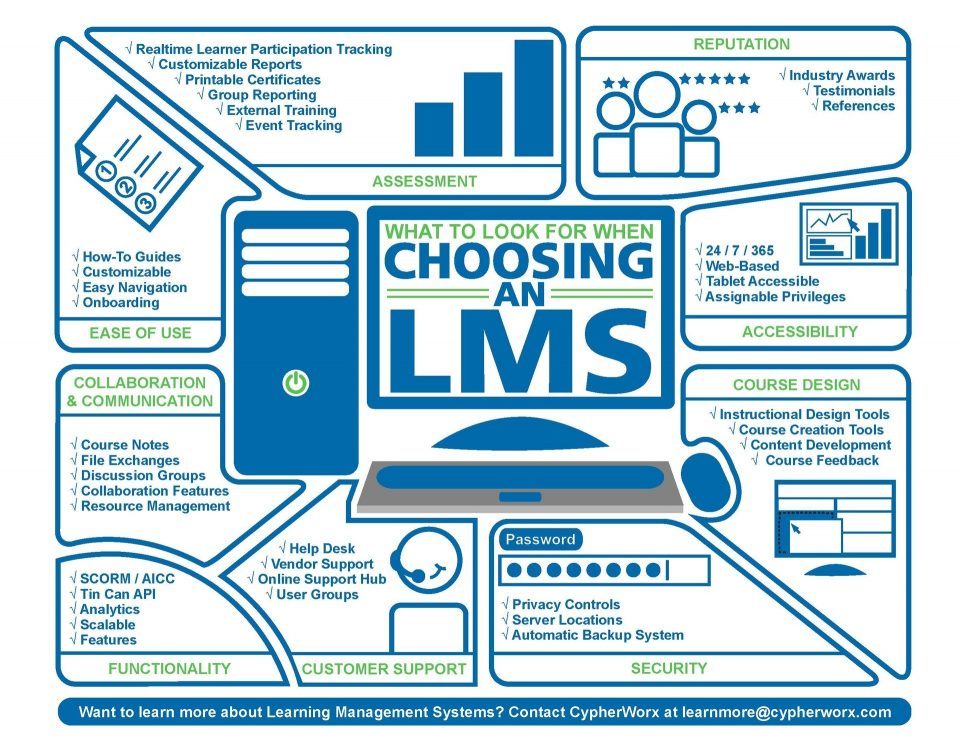 √ Realtime Learner Participation Tracking
√ Customizable Reports
√ Printable Certificates
√ Group Reporting
√ External Training
√ Event Tracking
ASSESSMENT
REPUTATION
√ Industry Awards
√ Testimonials
√ References
1
2
3
√ How-To Guides
√ Customizable
√ Easy Navigation
√ Onboarding
EASE OF USE
WHAT TO LOOK FOR WHEN
CHOOSING
AN
LMS
√ 24 / 7 / 365
√ Web-Based
√ Tablet Accessible
√ Assignable Privileges
ACCESSIBILITY
COLLABORATION
& COMMUNICATION
√ Course Notes
√ File Exchanges
√ Discussion Groups
√ Collaboration Features
√ Resource Management
COURSE DESIGN
√ Instructional Design Tools
√ Course Creation Tools
√ Content Development
√ Course Feedback
√ SCORM / AICC
√ Tin Can API
√ Analytics
√ Scalable
√ Features
FUNCTIONALITY
√ Help Desk
√ Vendor Support
√ Online Support Hub
√ User Groups
CUSTOMER SUPPORT
Password
√ Privacy Controls
√ Server Locations
√ Automatic Backup System
SECURITY
Want to learn more about Learning Management Systems? Contact CypherWorx at learnmore@cypherworx.com